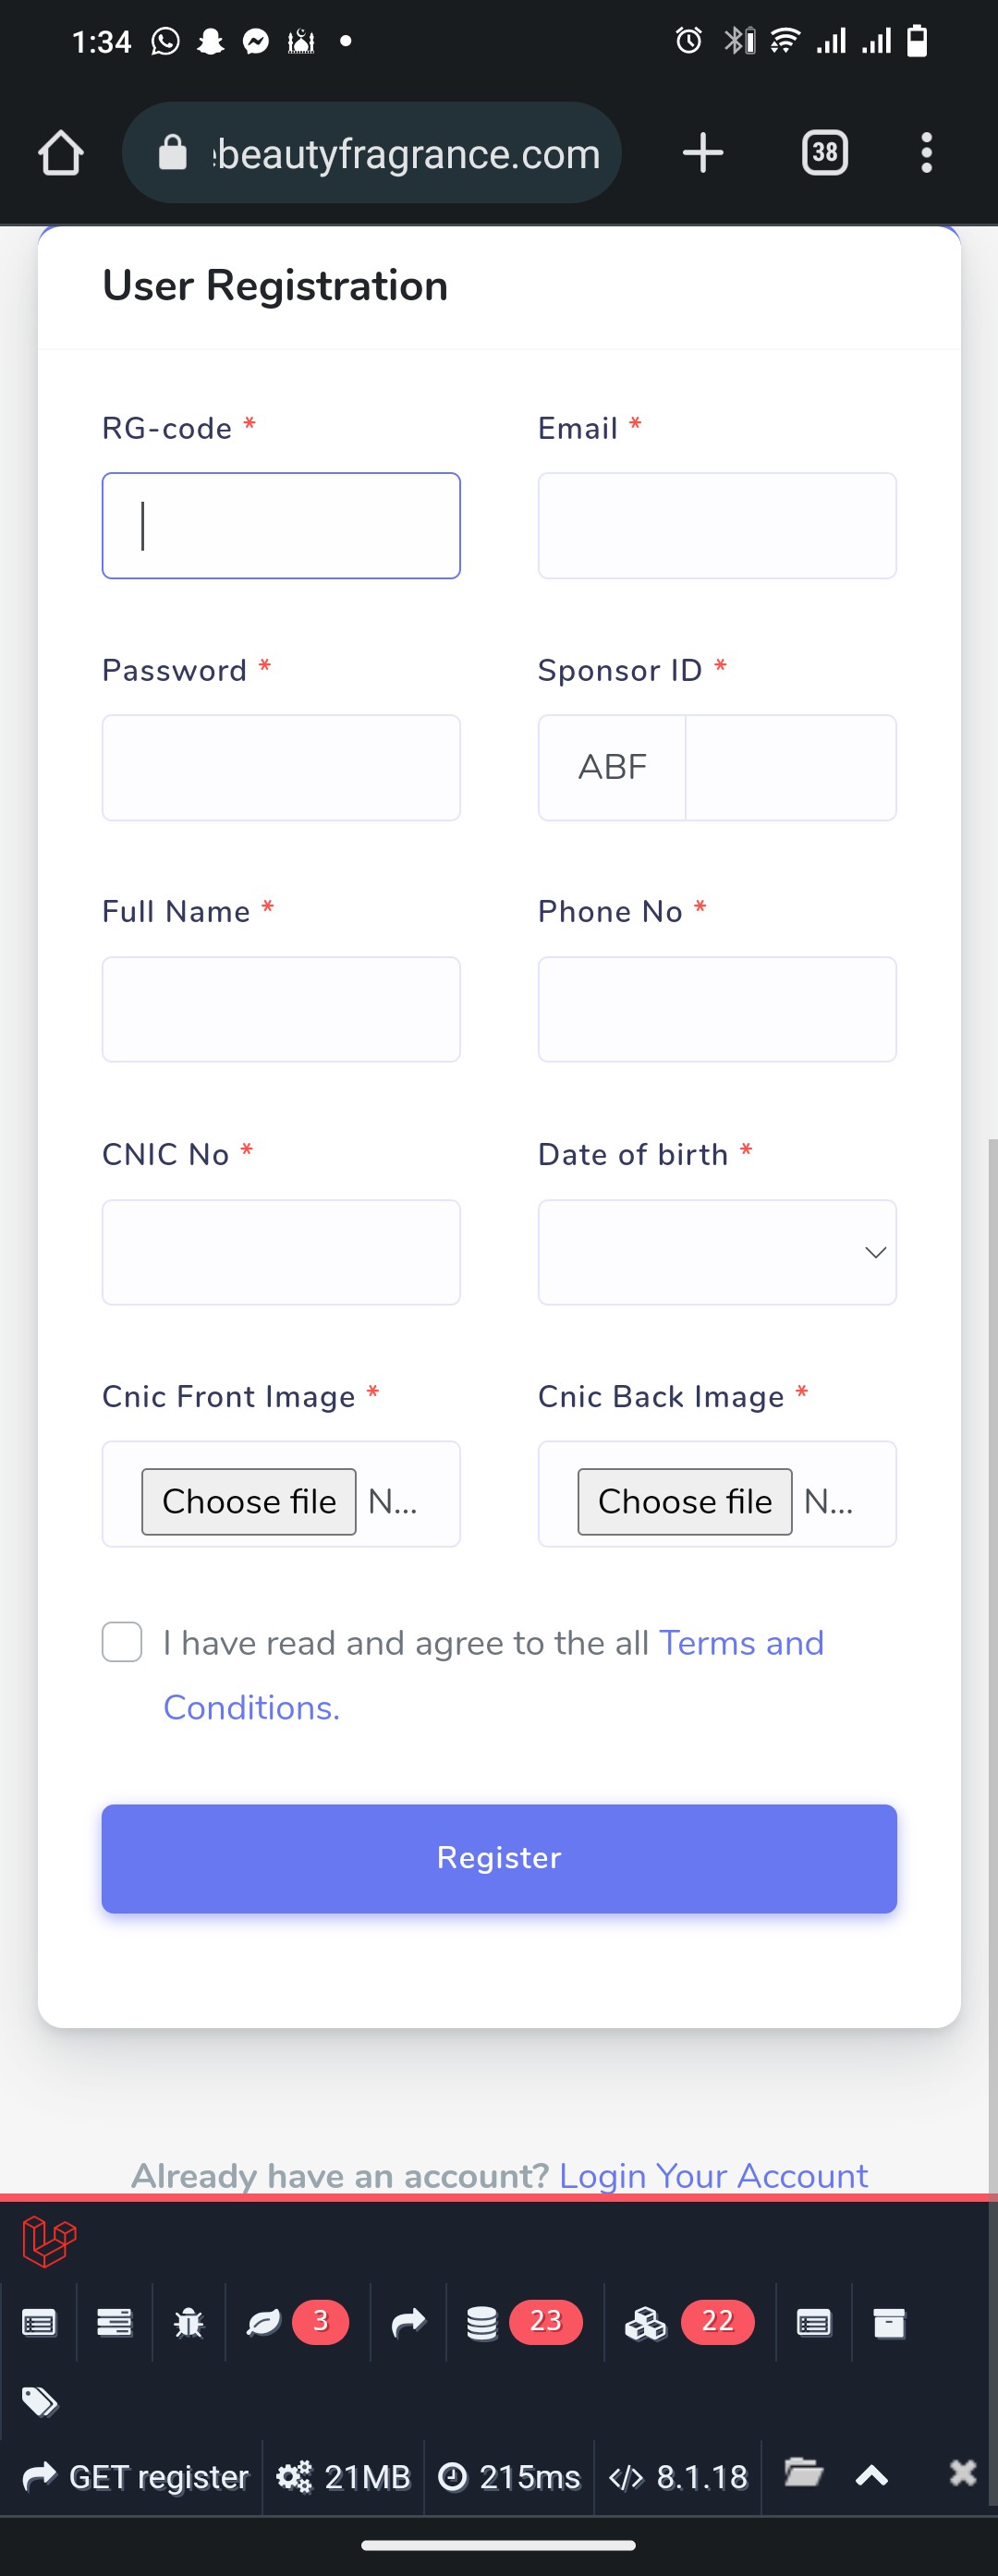 1:34
beautyfragrance.com
38
User Registration
RG-code * Email *
Password * Sponsor ID *
ABF
Full Name * Phone No *
CNIC No * Date of birth *
Cnic Front Image * Cnic Back Image *
Choose file N... Choose file N...
I have read and agree to the all Terms and
Conditions.
Register
Already have an account? Login Your Account
3 23 22
GET register 21MB 215ms 8.1.18